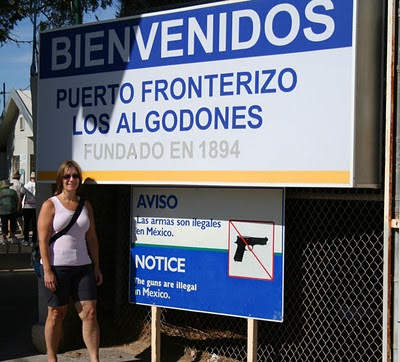 BIENVENIDOS
PUERTO FRONTERIZO
LOS ALGODONES
FUNDADO EN 1894
AVISO
Las armas son ilegales
en México.
NOTICE
The guns are illegal
in Mexico.